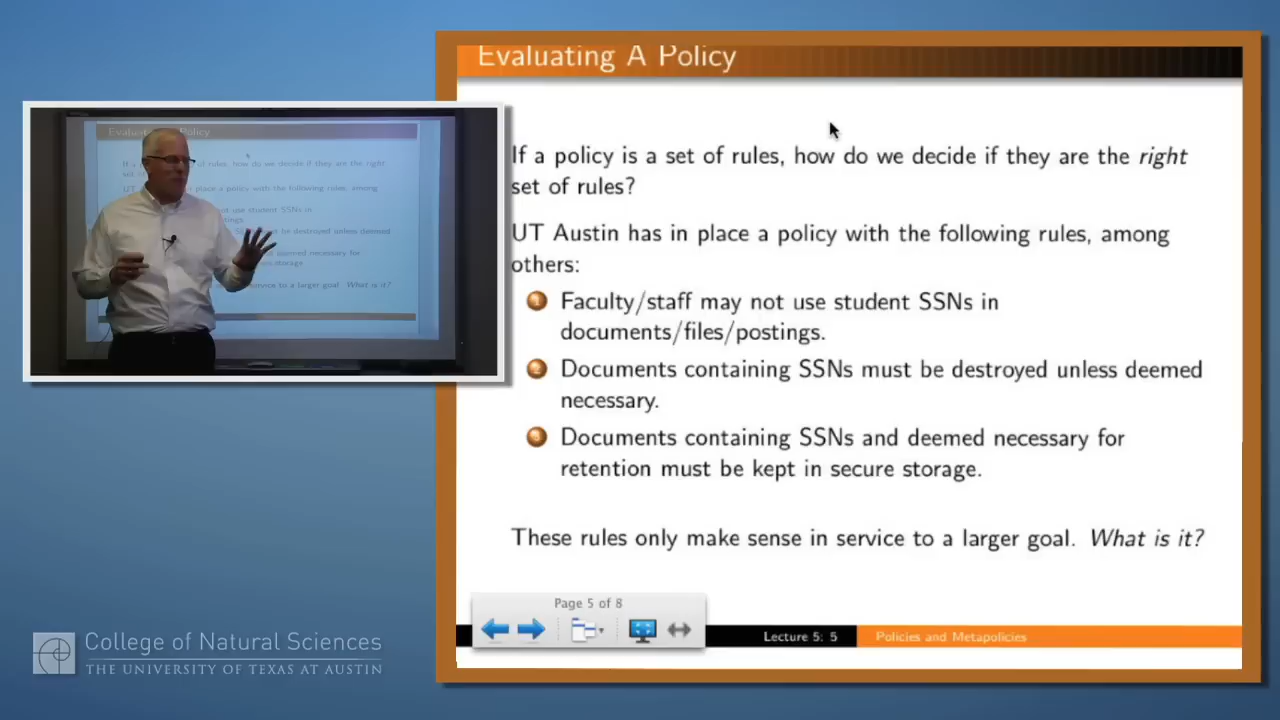 Evaluating A Policy
If a policy is a set of rules, how do we decide if they are the right
set of rules?
UT Austin has in place a policy with the following rules, among
others:
1 Faculty/staff may not use student SSNs in
documents/files/postings.
2 Documents containing SSNs must be destroyed unless deemed
necessary.
3 Documents containing SSNs and deemed necessary for
retention must be kept in secure storage.
These rules only make sense in service to a larger goal. What is it?
Page 5 of 8
Lecture 5: 5
Policies and Metapolicies
College of Natural Sciences
THE UNIVERSITY OF TEXAS AT AUSTIN